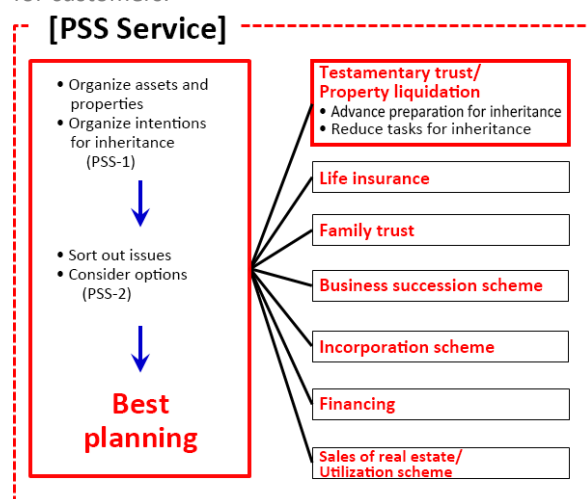 for customers.
[PSS Service]
• Organize assets and
properties
• Organize intentions
for inheritance
(PSS-1)
• Sort out issues
• Consider options
(PSS-2)
Best
planning
Testamentary trust/
Property liquidation
• Advance preparation for inheritance
• Reduce tasks for inheritance
Life insurance
Family trust
Business succession scheme
Incorporation scheme
Financing
Sales of real estate/
Utilization scheme